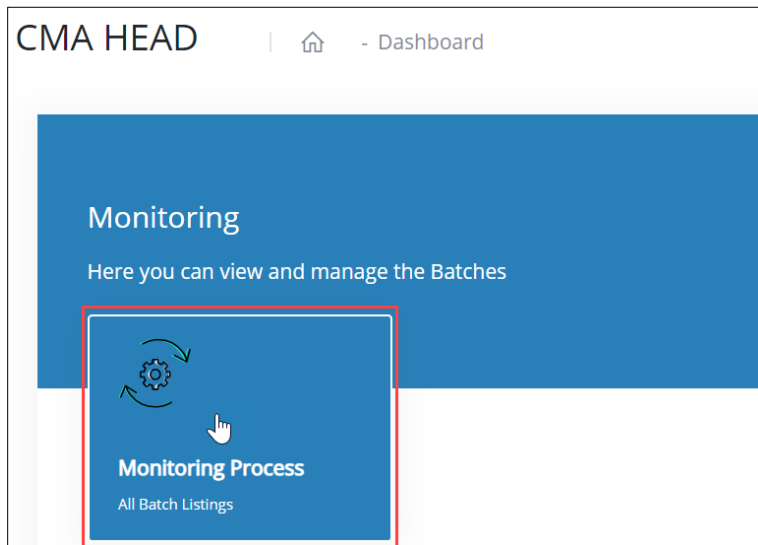 CMA HEAD
- Dashboard
Monitoring
Here you can view and manage the Batches
Monitoring Process
All Batch Listings